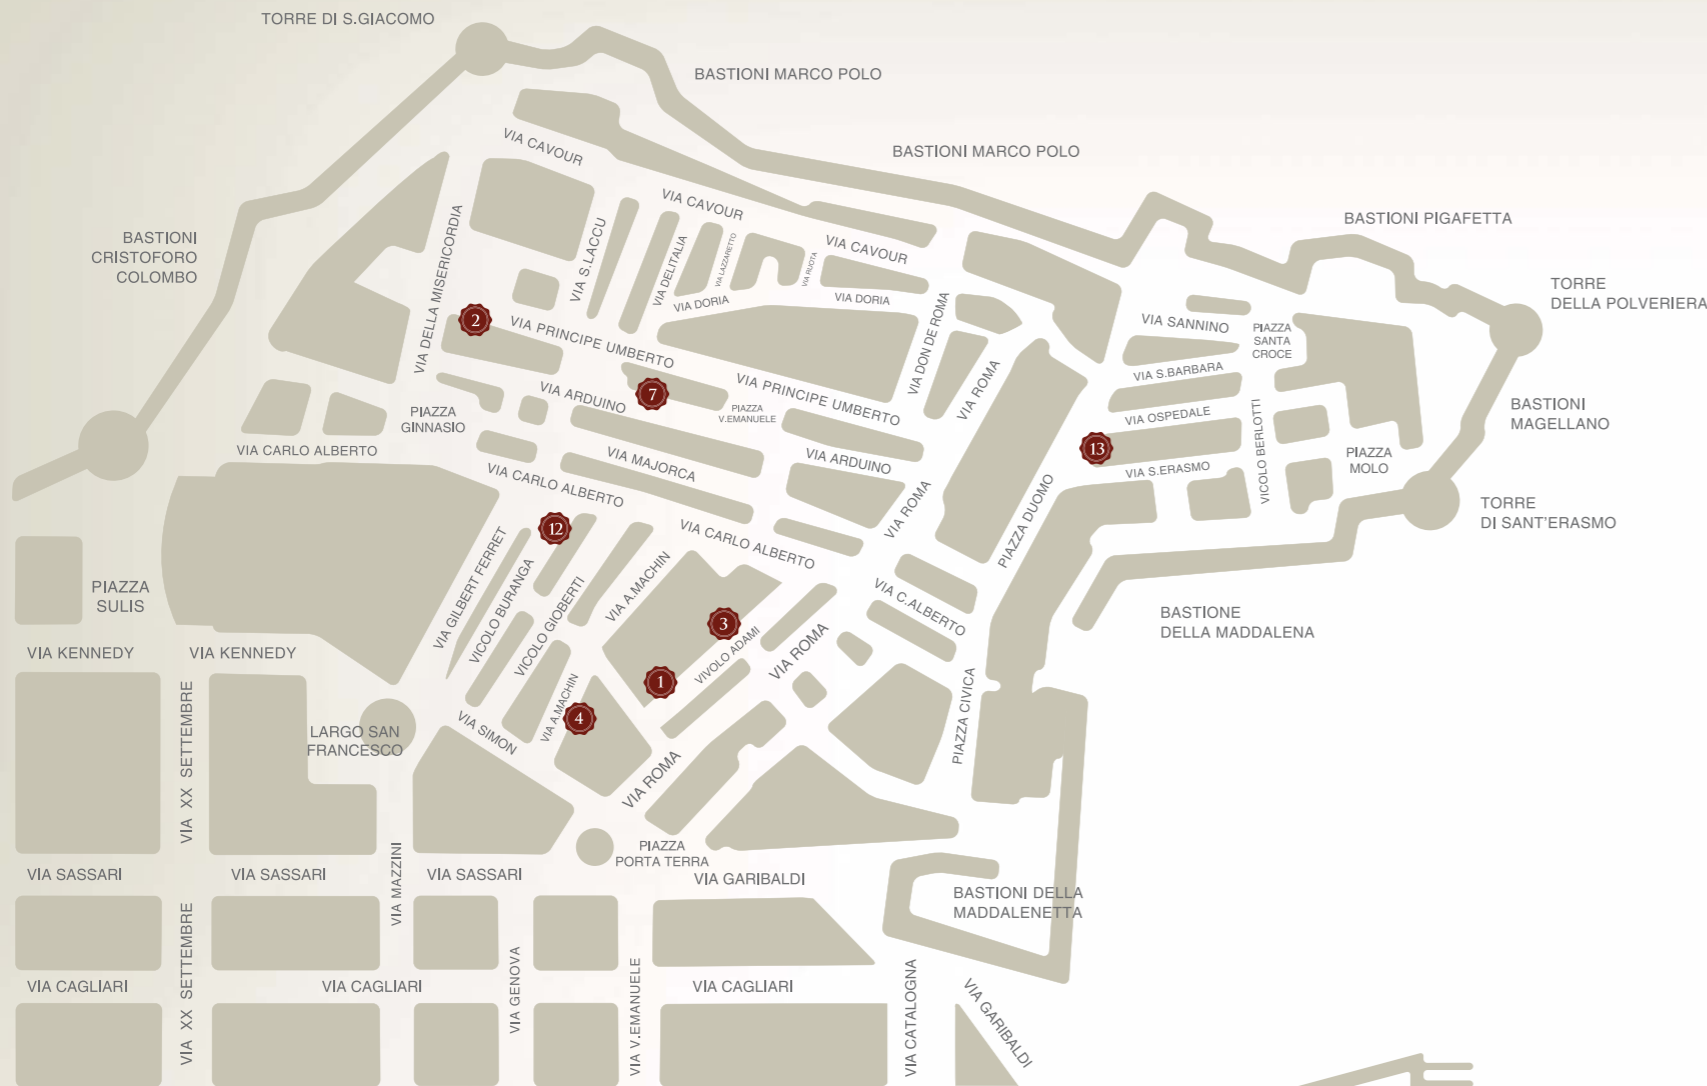 TORRE DI S.GIACOMO
BASTIONI MARCO POLO
BASTIONI MARCO POLO
VIA CAVOUR
VIA CAVOUR
VIA CAVOUR
BASTIONI PIGAFETTA
BASTIONI
CRISTOFORO
COLOMBO
VIA DELLA MISERICORDIA
VIA S.LACCU
VIA DELITALIA
VIA LAZZARETTO
VIA RUOTA
VIA DORIA
VIA DORIA
TORRE
DELLA POLVERIERA
2
VIA PRINCIPE UMBERTO
VIA PRINCIPE UMBERTO
VIA DON DE ROMA
VIA ROMA
VIA SANNINO
PIAZZA
SANTA
CROCE
VIA S.BARBARA
VIA OSPEDALE
VIA S.ERASMO
VICOLO BERLOTTI
13
BASTIONI
MAGELLANO
PIAZZA
MOLO
TORRE
DI SANT'ERASMO
7
VIA ARDUINO
PIAZZA
V.EMANUELE
PIAZZA
GINNASIO
VIA CARLO ALBERTO
VIA MAJORCA
VIA ARDUINO
VIA CARLO ALBERTO
VIA ROMA
PIAZZA DUOMO
12
VIA CARLO ALBERTO
VIA GILBERT FERRET
VICOLO BURANGA
VICOLO GIOBERTI
VIA A.MACHIN
VIA C.ALBERTO
PIAZZA
SULIS
BASTIONE
DELLA MADDALENA
3
VIVOLO ADAMI
VIA ROMA
VIA KENNEDY
VIA KENNEDY
1
VIA A.MACHIN
4
PIAZZA CIVICA
VIA XX SETTEMBRE
LARGO SAN
FRANCESCO
VIA SIMON
VIA ROMA
PIAZZA
PORTA TERRA
VIA SASSARI
VIA SASSARI
VIA MAZZINI
VIA SASSARI
VIA GARIBALDI
BASTIONI DELLA
MADDALENETTA
VIA XX SETTEMBRE
VIA GENOVA
VIA V.EMANUELE
VIA CATALOGNA
VIA GARIBALDI
VIA CAGLIARI
VIA CAGLIARI
VIA CAGLIARI